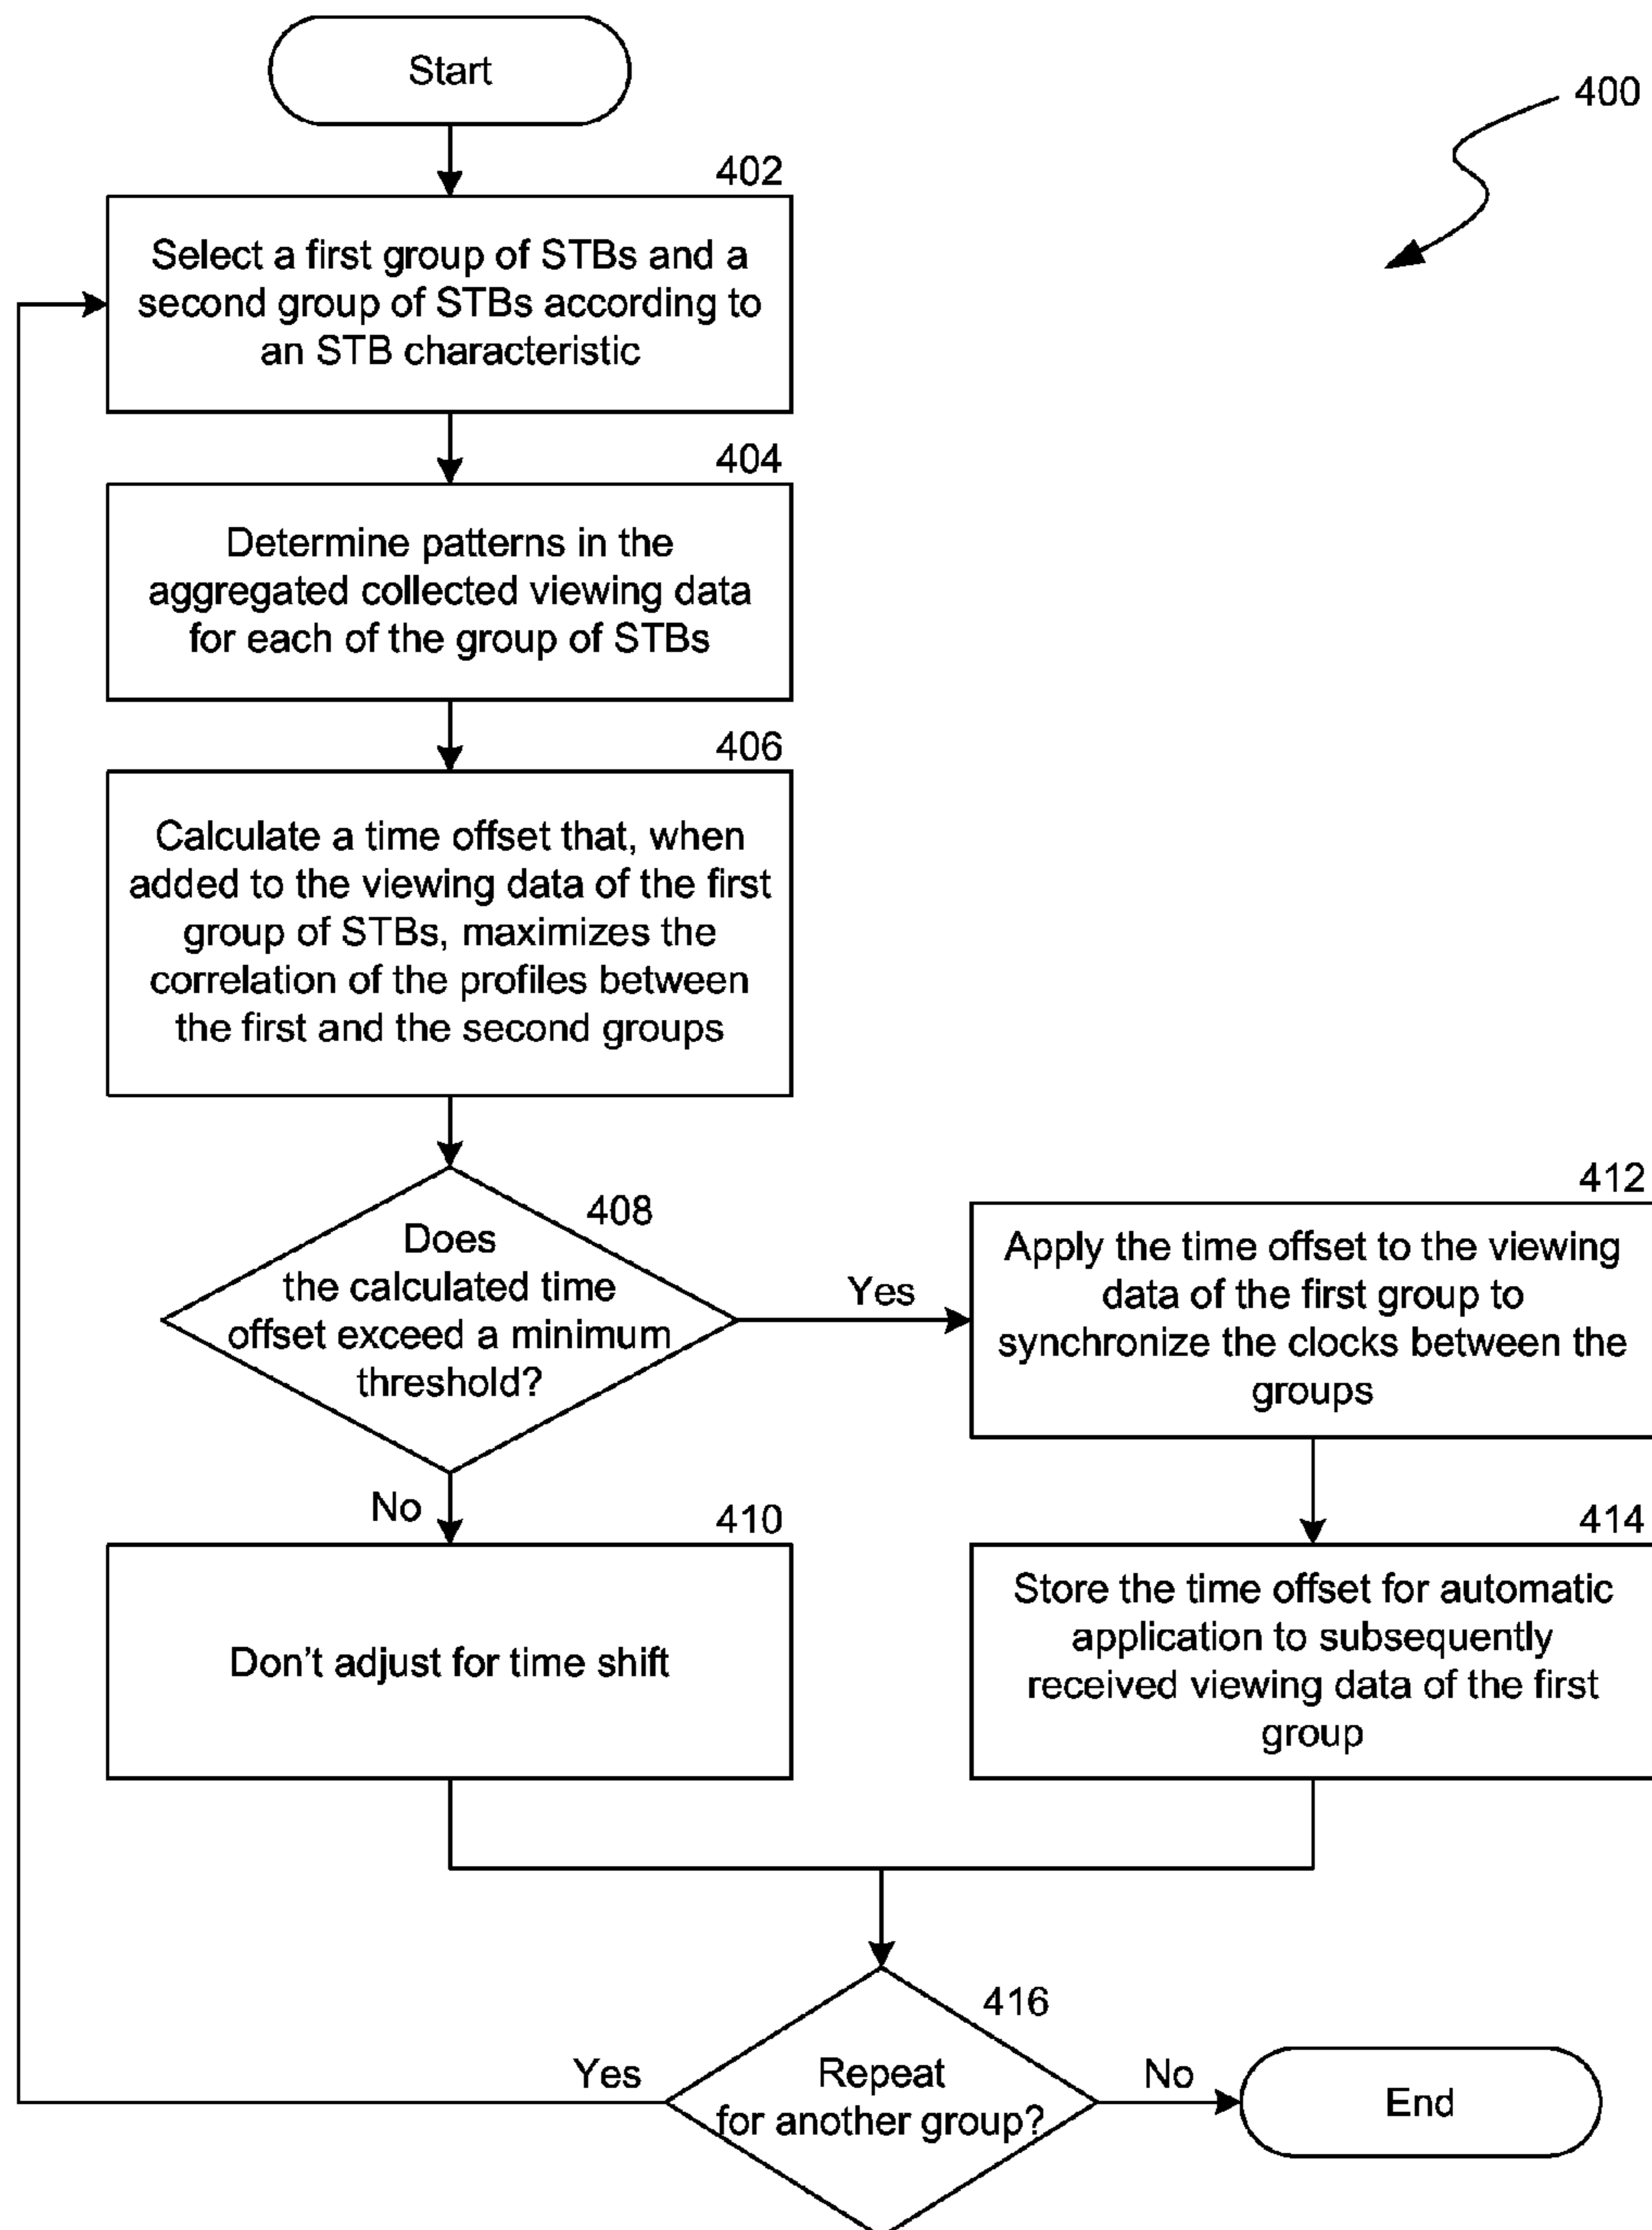 Start
400
402
Select a first group of STBs and a
second group of STBs according to
an STB characteristic
404
Determine patterns in the
aggregated collected viewing data
for each of the group of STBs
406
Calculate a time offset that, when
added to the viewing data of the first
group of STBs, maximizes the
correlation of the profiles between
the first and the second groups
408
Does
the calculated time
offset exceed a minimum
threshold?
Yes
412
Apply the time offset to the viewing
data of the first group to
synchronize the clocks between the
groups
No
410
Don't adjust for time shift
414
Store the time offset for automatic
application to subsequently
received viewing data of the first
group
416
Repeat
for another group?
Yes
No
End